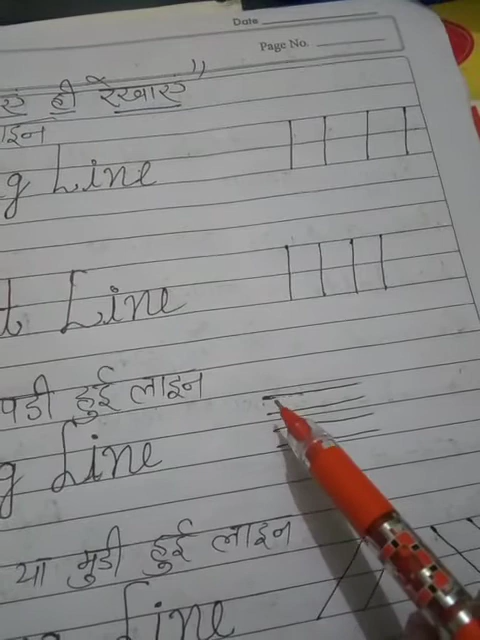 Date
Page No.
ही रेखाएं"
लाइन
g Line
t Line
पडी हुई लाइन
g Line
या मुडी हुई लाइन
Line